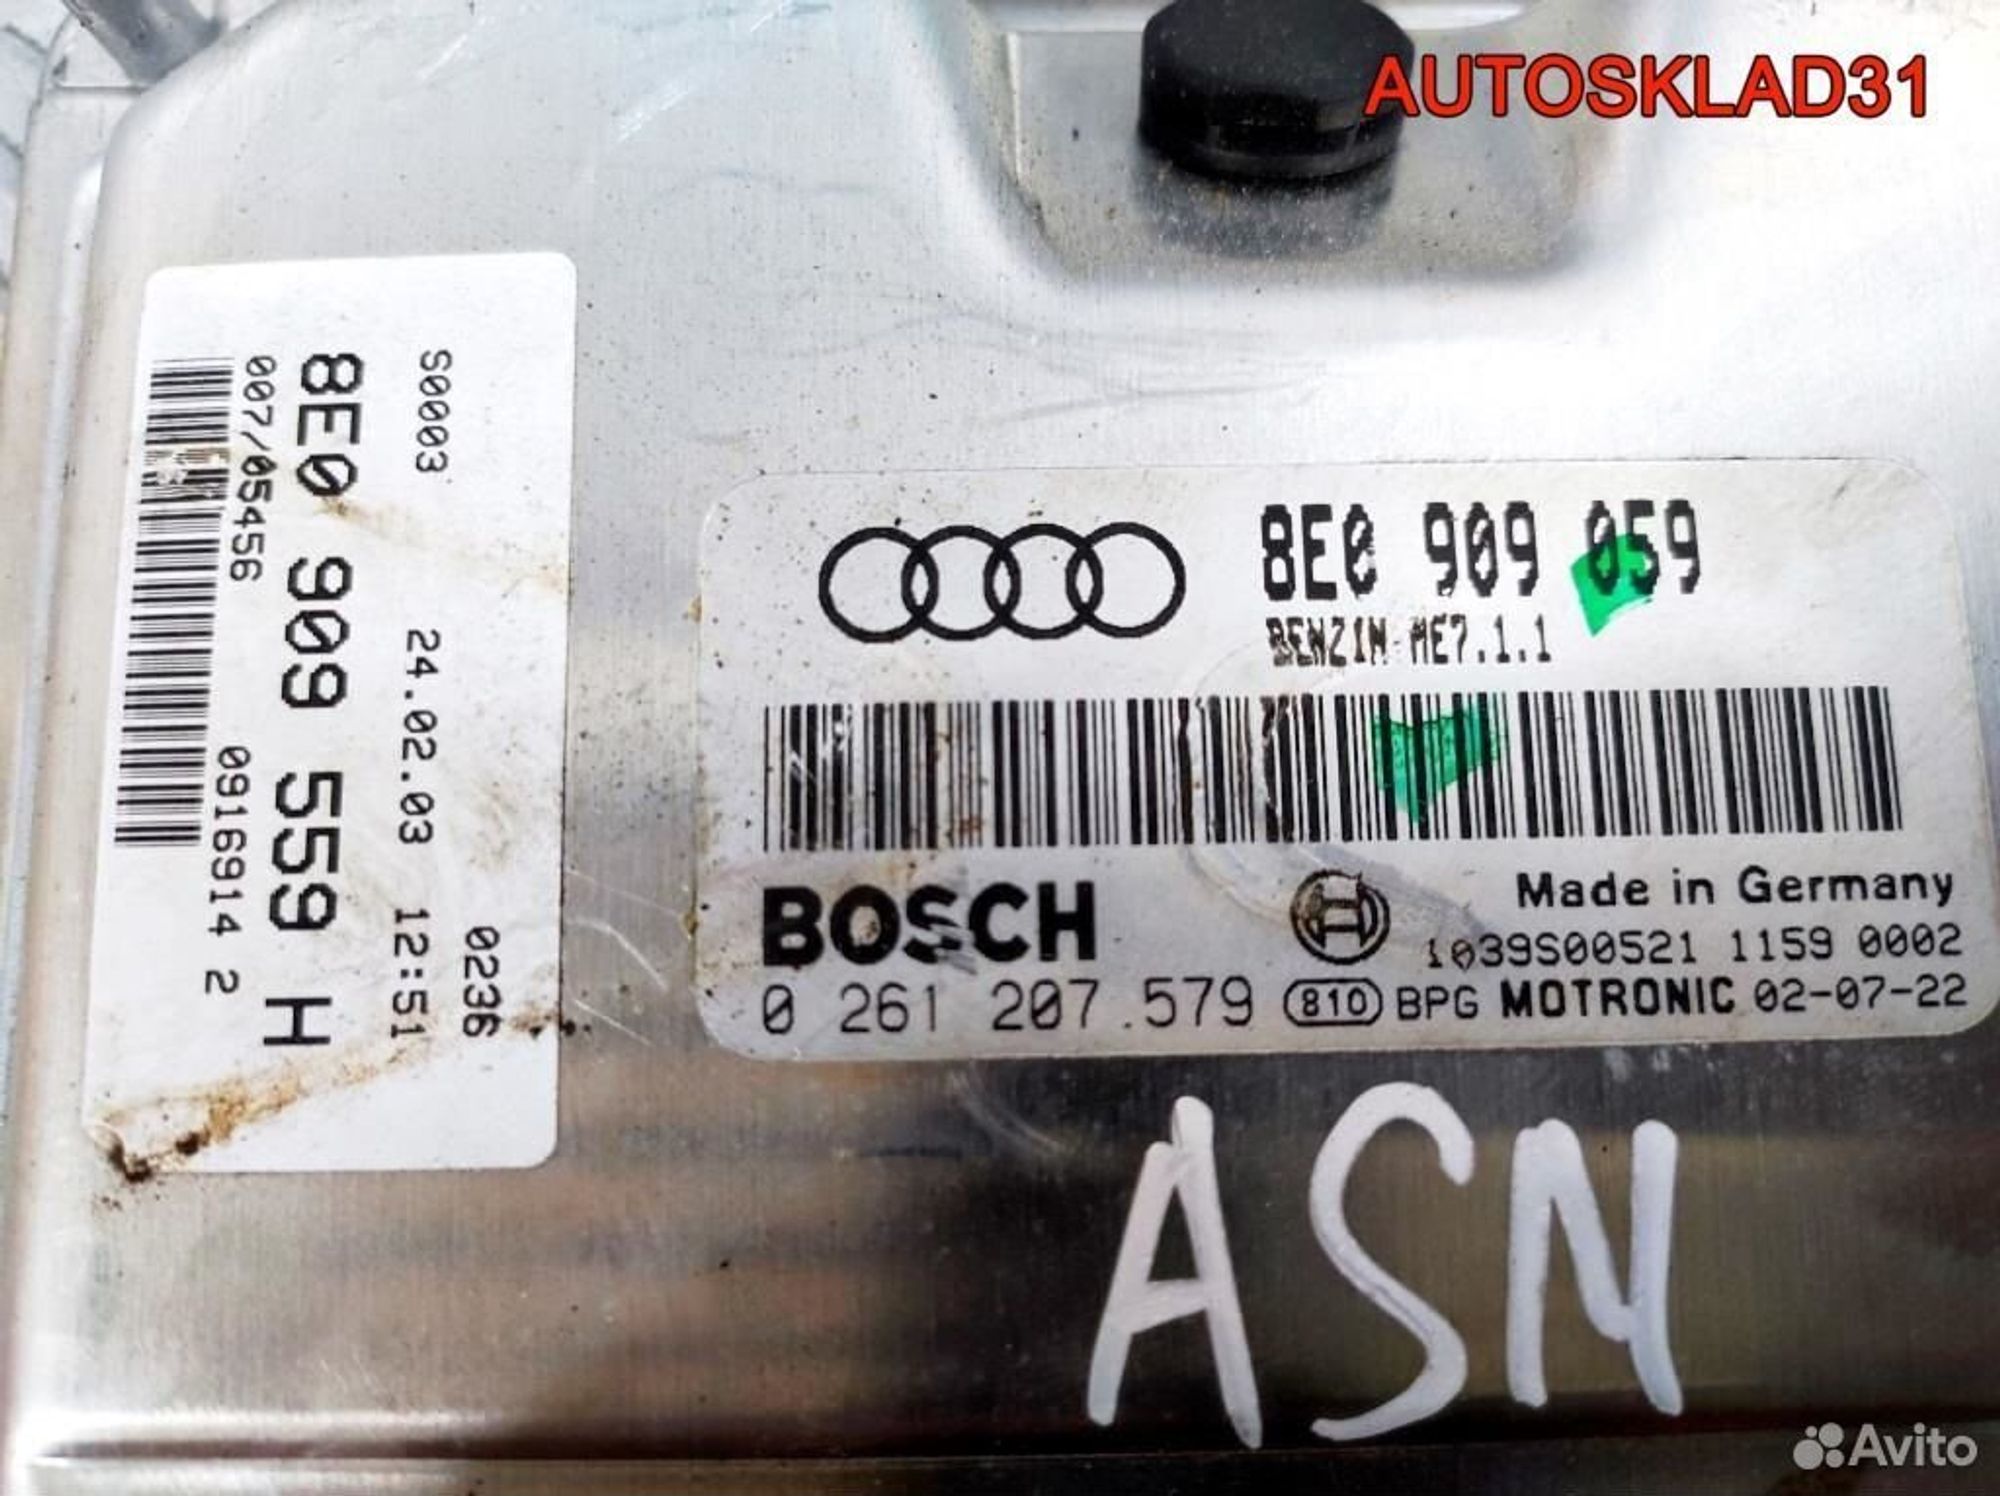 AUTOSKLAD31
S0003
24.02.03 12:51
0236
8E0 909 559 H
007/05456
0916914 2
8E0 909 059
BENZIN ME7.1.1
BOSCH
Made in Germany
1039S00521 1159 0002
0 261 207.579 810 BPG MOTRONIC 02-07-22
ASN
Avito